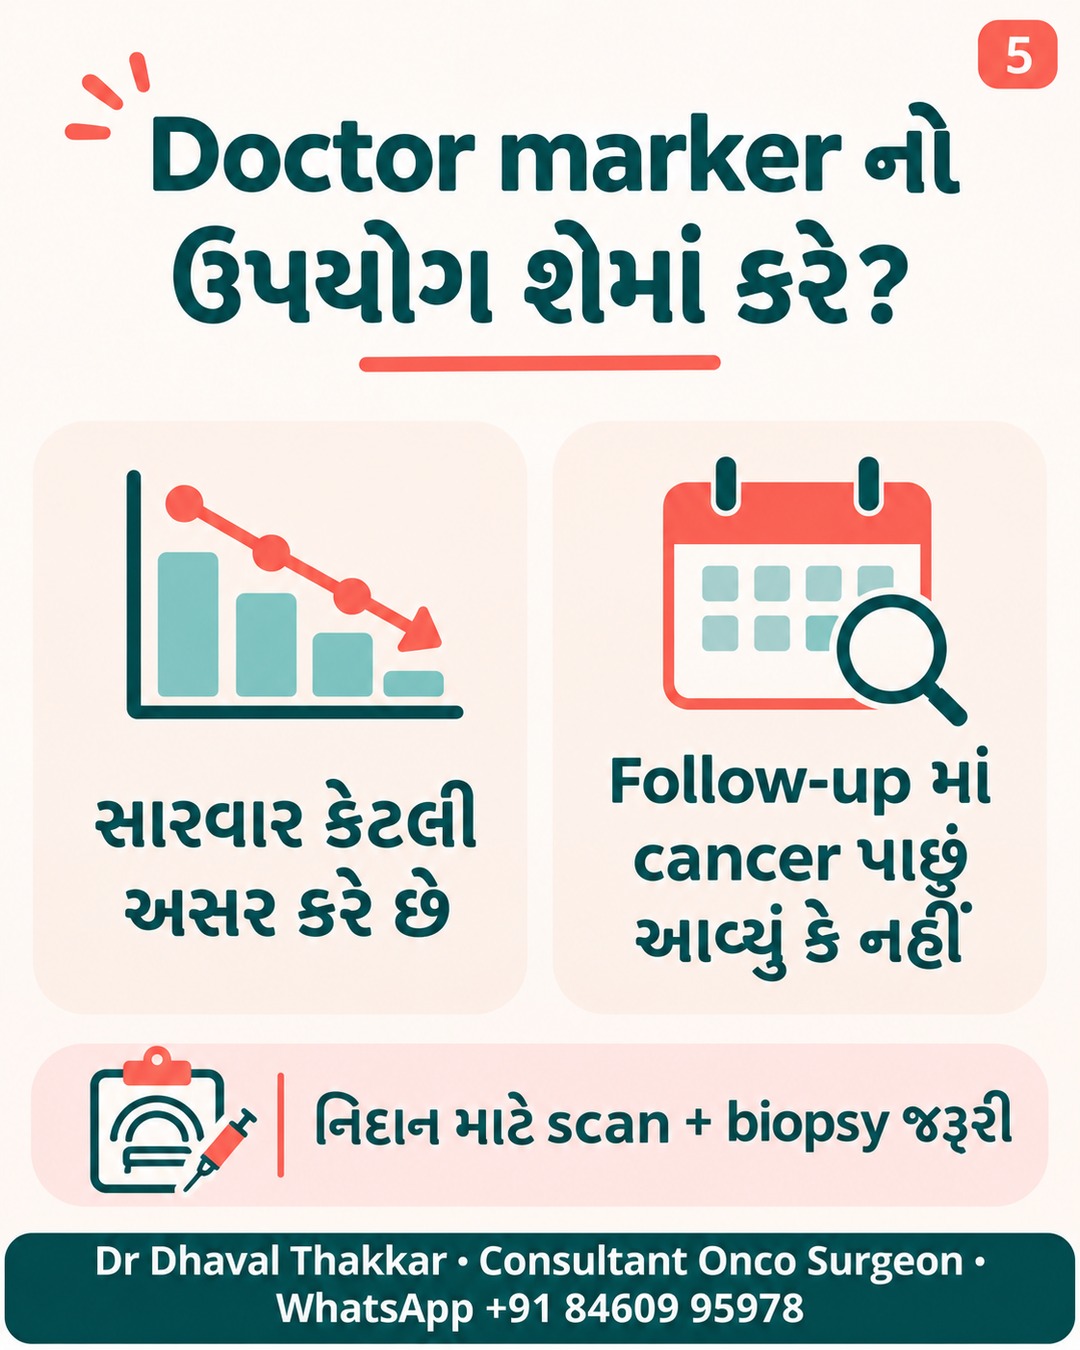 5
Doctor marker નો
ઉપયોગ શેમાં કરે?
સારવાર કેટલી
અસર કરે છે
Follow-up માં
cancer પાછું
આવ્યું કે નહીં
નિદાન માટે scan + biopsy જરૂરી
Dr Dhaval Thakkar • Consultant Onco Surgeon •
WhatsApp +91 84609 95978